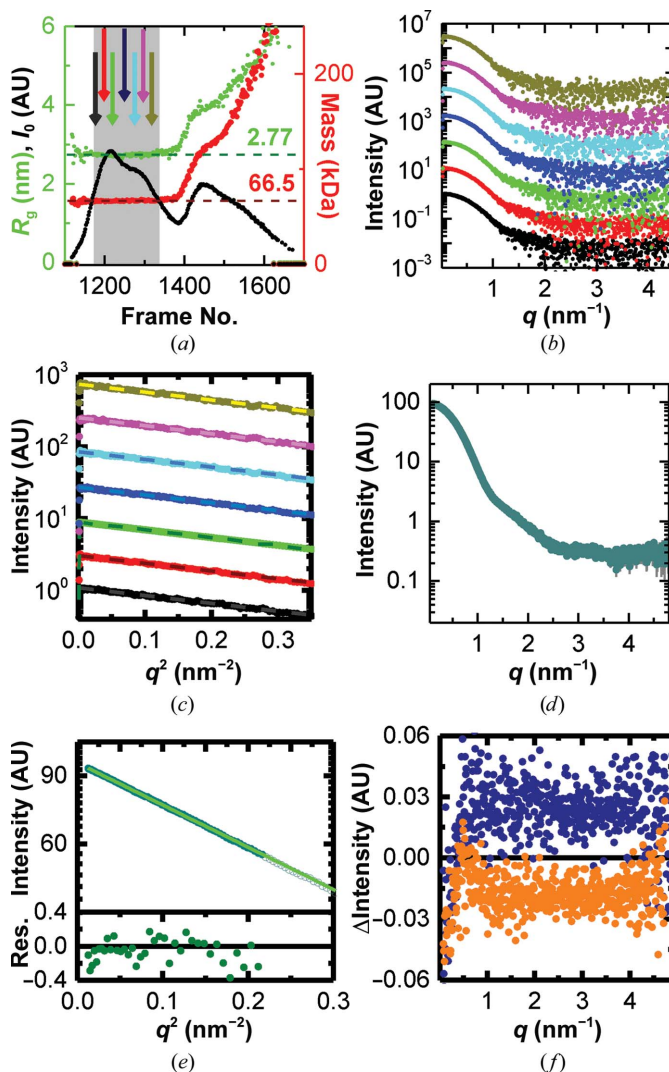 R_g (nm), I_0 (AU)
6
4
2
0
2.77
66.5
200
100
0
Mass (kDa)
1200 1400 1600
Frame No.
(a)
Intensity (AU)
10^7
10^5
10^3
10^1
10^−1
10^−3
0 1 2 3 4
q (nm^−1)
(b)
Intensity (AU)
10^3
10^2
10^1
10^0
0.0 0.1 0.2 0.3
q^2 (nm^−2)
(c)
Intensity (AU)
100
10
1
0.1
1 2 3 4
q (nm^−1)
(d)
Intensity (AU)
90
60
Res.
0.4
0.0
−0.4
0.0 0.1 0.2 0.3
q^2 (nm^−2)
(e)
ΔIntensity (AU)
0.06
0.03
0.00
−0.03
−0.06
1 2 3 4
q (nm^−1)
(f)